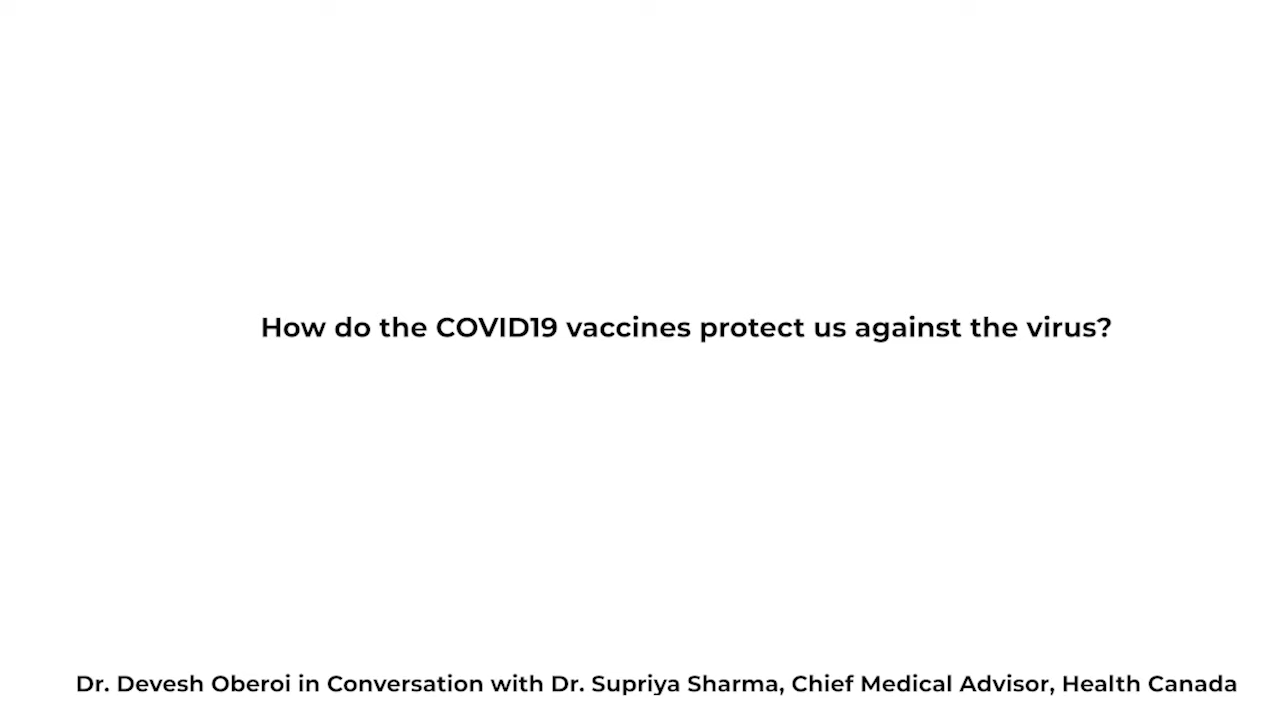 How do the COVID19 vaccines protect us against the virus?
Dr. Devesh Oberoi in Conversation with Dr. Supriya Sharma, Chief Medical Advisor, Health Canada